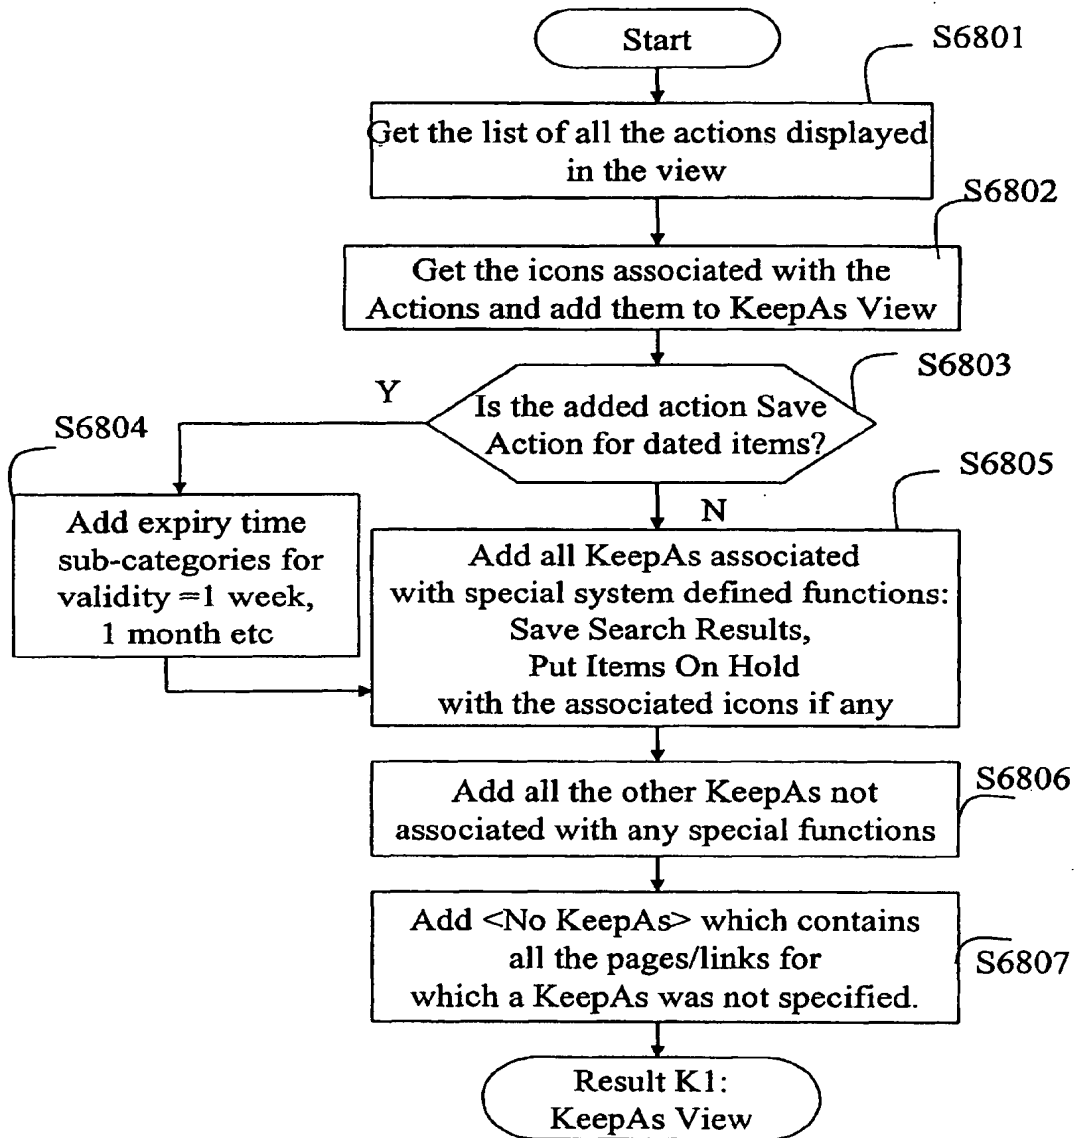 Start
S6801
Get the list of all the actions displayed
in the view
S6802
Get the icons associated with the
Actions and add them to KeepAs View
S6803
Y
Is the added action Save
Action for dated items?
S6804
S6805
N
Add expiry time
sub-categories for
validity =1 week,
1 month etc
Add all KeepAs associated
with special system defined functions:
Save Search Results,
Put Items On Hold
with the associated icons if any
S6806
Add all the other KeepAs not
associated with any special functions
Add <No KeepAs> which contains
all the pages/links for
which a KeepAs was not specified.
S6807
Result K1:
KeepAs View